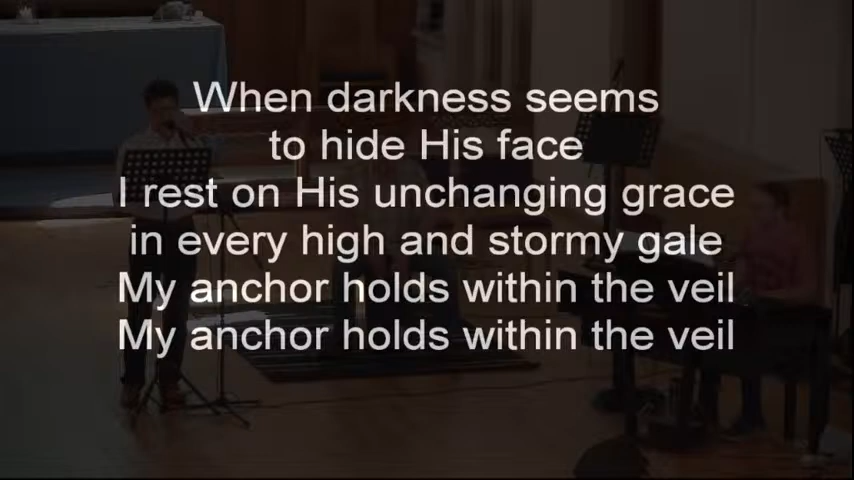 When darkness seems
to hide His face
I rest on His unchanging grace
in every high and stormy gale
My anchor holds within the veil
My anchor holds within the veil